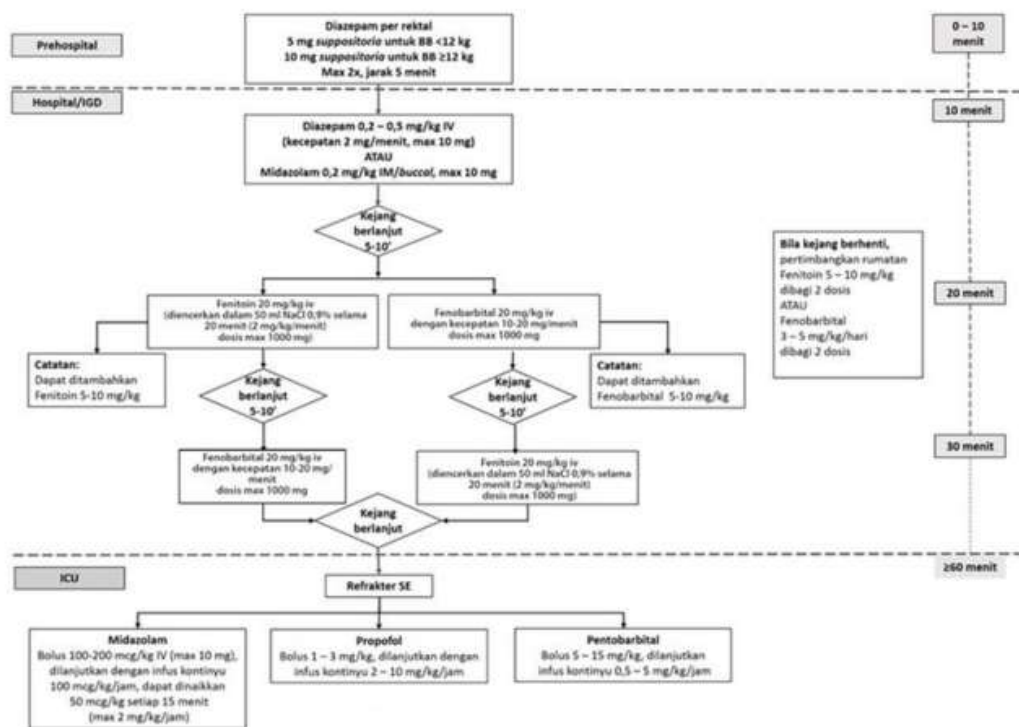 Prehospital
Diazepam per rektal
5 mg suppositoria untuk BB <12 kg
10 mg suppositoria untuk BB ≥12 kg
Max 2x, jarak 5 menit
0 – 10
menit
Hospital/IGD
10 menit
Diazepam 0,2 – 0,5 mg/kg IV
(kecepatan 2 mg/menit, max 10 mg)
ATAU
Midazolam 0,2 mg/kg IM/buccal, max 10 mg
Kejang
berlanjut
5-10'
Bila kejang berhenti,
pertimbangkan rumatan
Fenitoin 5 – 10 mg/kg
dibagi 2 dosis
ATAU
Fenobarbital
3 – 5 mg/kg/hari
dibagi 2 dosis
20 menit
Fenitoin 20 mg/kg iv
(diencerkan dalam 50 ml NaCl 0,9% selama
20 menit (2 mg/kg/menit)
dosis max 1000 mg)
Fenobarbital 20 mg/kg iv
dengan kecepatan 10-20 mg/menit
dosis max 1000 mg
Catatan:
Dapat ditambahkan
Fenitoin 5-10 mg/kg
Kejang
berlanjut
5-10'
Kejang
berlanjut
5-10'
Catatan:
Dapat ditambahkan
Fenobarbital 5-10 mg/kg
30 menit
Fenobarbital 20 mg/kg iv
dengan kecepatan 10-20 mg/
menit
dosis max 1000 mg
Fenitoin 20 mg/kg iv
(diencerkan dalam 50 ml NaCl 0,9% selama
20 menit (2 mg/kg/menit)
dosis max 1000 mg)
Kejang
berlanjut
≥60 menit
ICU
Refrakter SE
Midazolam
Bolus 100-200 mcg/kg IV (max 10 mg),
dilanjutkan dengan infus kontinyu
100 mcg/kg/jam, dapat dinaikkan
50 mcg/kg setiap 15 menit
(max 2 mg/kg/jam)
Propofol
Bolus 1 – 3 mg/kg, dilanjutkan dengan
infus kontinyu 2 – 10 mg/kg/jam
Pentobarbital
Bolus 5 – 15 mg/kg, dilanjutkan
infus kontinyu 0,5 – 5 mg/kg/jam